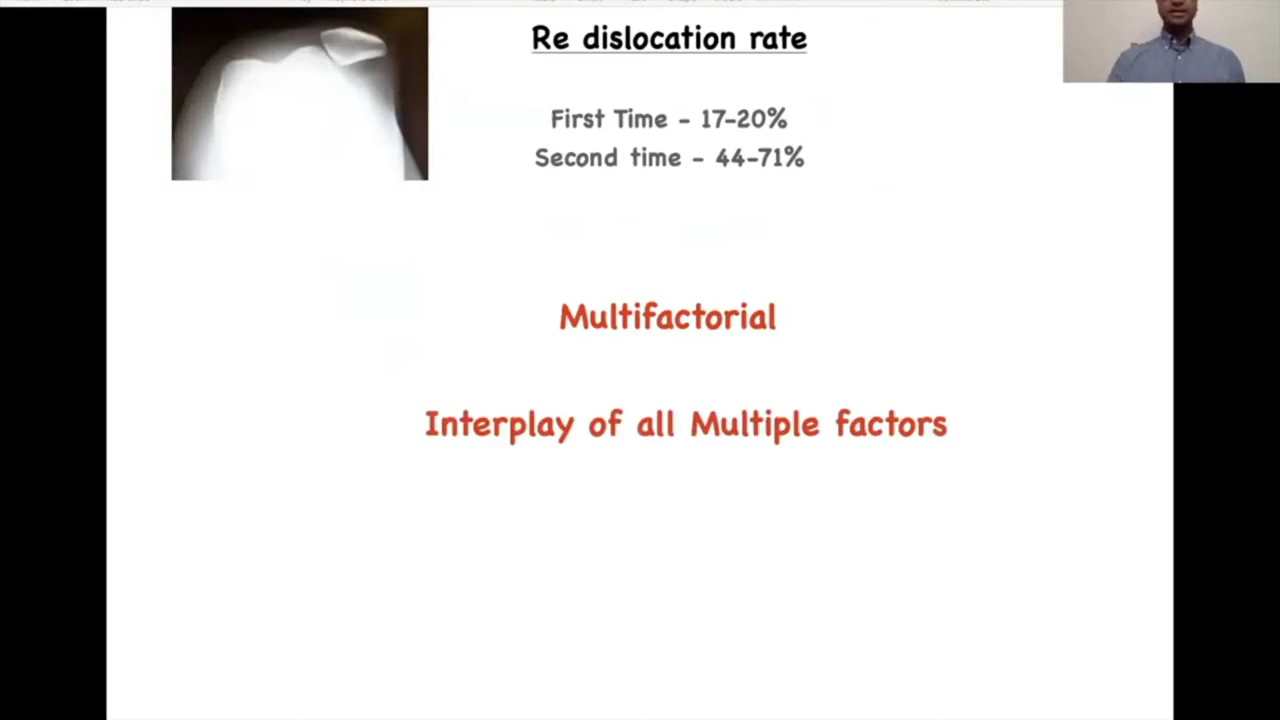 Re dislocation rate
First Time - 17-20%
Second time - 44-71%
Multifactorial
Interplay of all Multiple factors